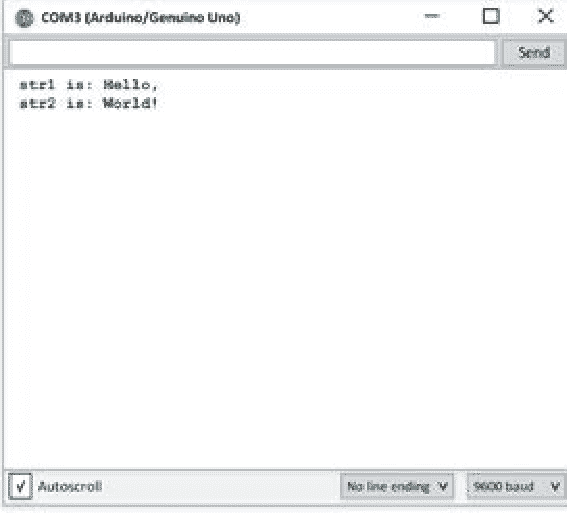 COM3 (Arduino/Genuino Uno)
Send
str1 is: Hello,
str2 is: World!
Autoscroll
No line ending
9600 baud